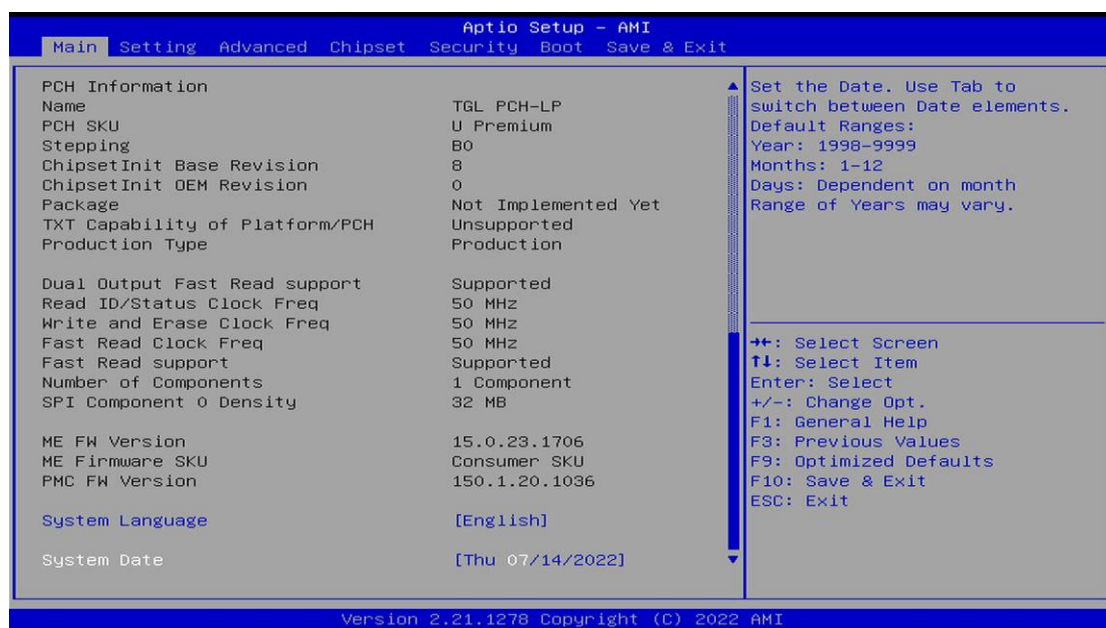 Aptio Setup – AMI
Main Setting Advanced Chipset Security Boot Save & Exit
PCH Information
Name TGL PCH-LP
PCH SKU U Premium
Stepping B0
ChipsetInit Base Revision 8
ChipsetInit OEM Revision 0
Package Not Implemented Yet
TXT Capability of Platform/PCH Unsupported
Production Type Production
Dual Output Fast Read support Supported
Read ID/Status Clock Freq 50 MHz
Write and Erase Clock Freq 50 MHz
Fast Read Clock Freq 50 MHz
Fast Read support Supported
Number of Components 1 Component
SPI Component 0 Density 32 MB
ME FW Version 15.0.23.1706
ME Firmware SKU Consumer SKU
PMC FW Version 150.1.20.1036
System Language [English]
System Date [Thu 07/14/2022]
Set the Date. Use Tab to
switch between Date elements.
Default Ranges:
Year: 1998-9999
Months: 1-12
Days: Dependent on month
Range of Years may vary.
→←: Select Screen
↑↓: Select Item
Enter: Select
+/-: Change Opt.
F1: General Help
F3: Previous Values
F9: Optimized Defaults
F10: Save & Exit
ESC: Exit
Version 2.21.1278 Copyright (C) 2022 AMI